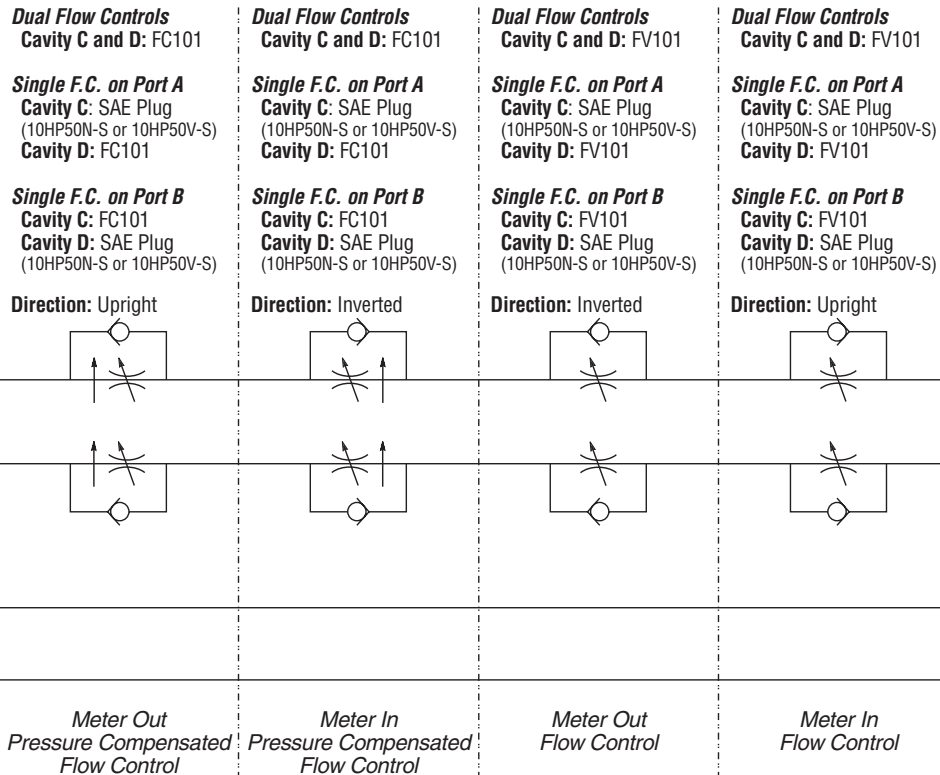 Dual Flow Controls
Cavity C and D: FC101
Single F.C. on Port A
Cavity C: SAE Plug
(10HP50N-S or 10HP50V-S)
Cavity D: FC101
Single F.C. on Port B
Cavity C: FC101
Cavity D: SAE Plug
(10HP50N-S or 10HP50V-S)
Direction: Upright
Meter Out
Pressure Compensated
Flow Control
Dual Flow Controls
Cavity C and D: FC101
Single F.C. on Port A
Cavity C: SAE Plug
(10HP50N-S or 10HP50V-S)
Cavity D: FC101
Single F.C. on Port B
Cavity C: FC101
Cavity D: SAE Plug
(10HP50N-S or 10HP50V-S)
Direction: Inverted
Meter In
Pressure Compensated
Flow Control
Dual Flow Controls
Cavity C and D: FV101
Single F.C. on Port A
Cavity C: SAE Plug
(10HP50N-S or 10HP50V-S)
Cavity D: FV101
Single F.C. on Port B
Cavity C: FV101
Cavity D: SAE Plug
(10HP50N-S or 10HP50V-S)
Direction: Inverted
Meter Out
Flow Control
Dual Flow Controls
Cavity C and D: FV101
Single F.C. on Port A
Cavity C: SAE Plug
(10HP50N-S or 10HP50V-S)
Cavity D: FV101
Single F.C. on Port B
Cavity C: FV101
Cavity D: SAE Plug
(10HP50N-S or 10HP50V-S)
Direction: Upright
Meter In
Flow Control